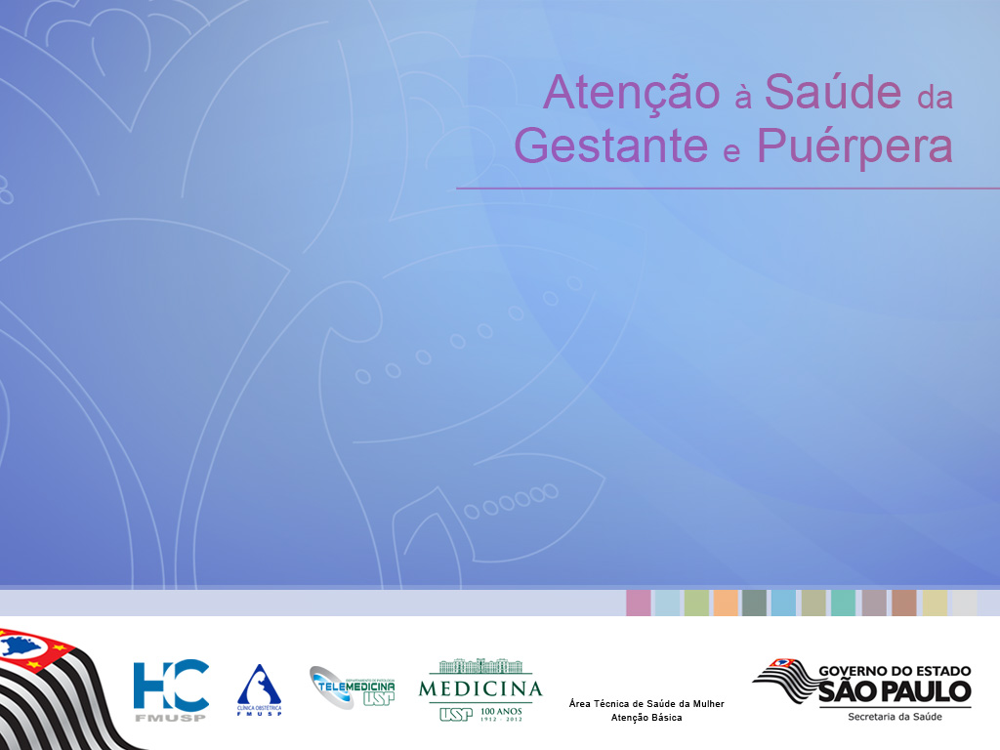 Atenção à Saúde da
Gestante e Puérpera
HC
FMUSP
CLÍNICA OBSTÉTRICA
FMUSP
DEPARTAMENTO DE PATOLOGIA
TELEMEDICINA
USP
MEDICINA
USP 100 ANOS
1912 - 2012
Área Técnica de Saúde da Mulher
Atenção Básica
GOVERNO DO ESTADO
SÃO PAULO
Secretaria da Saúde